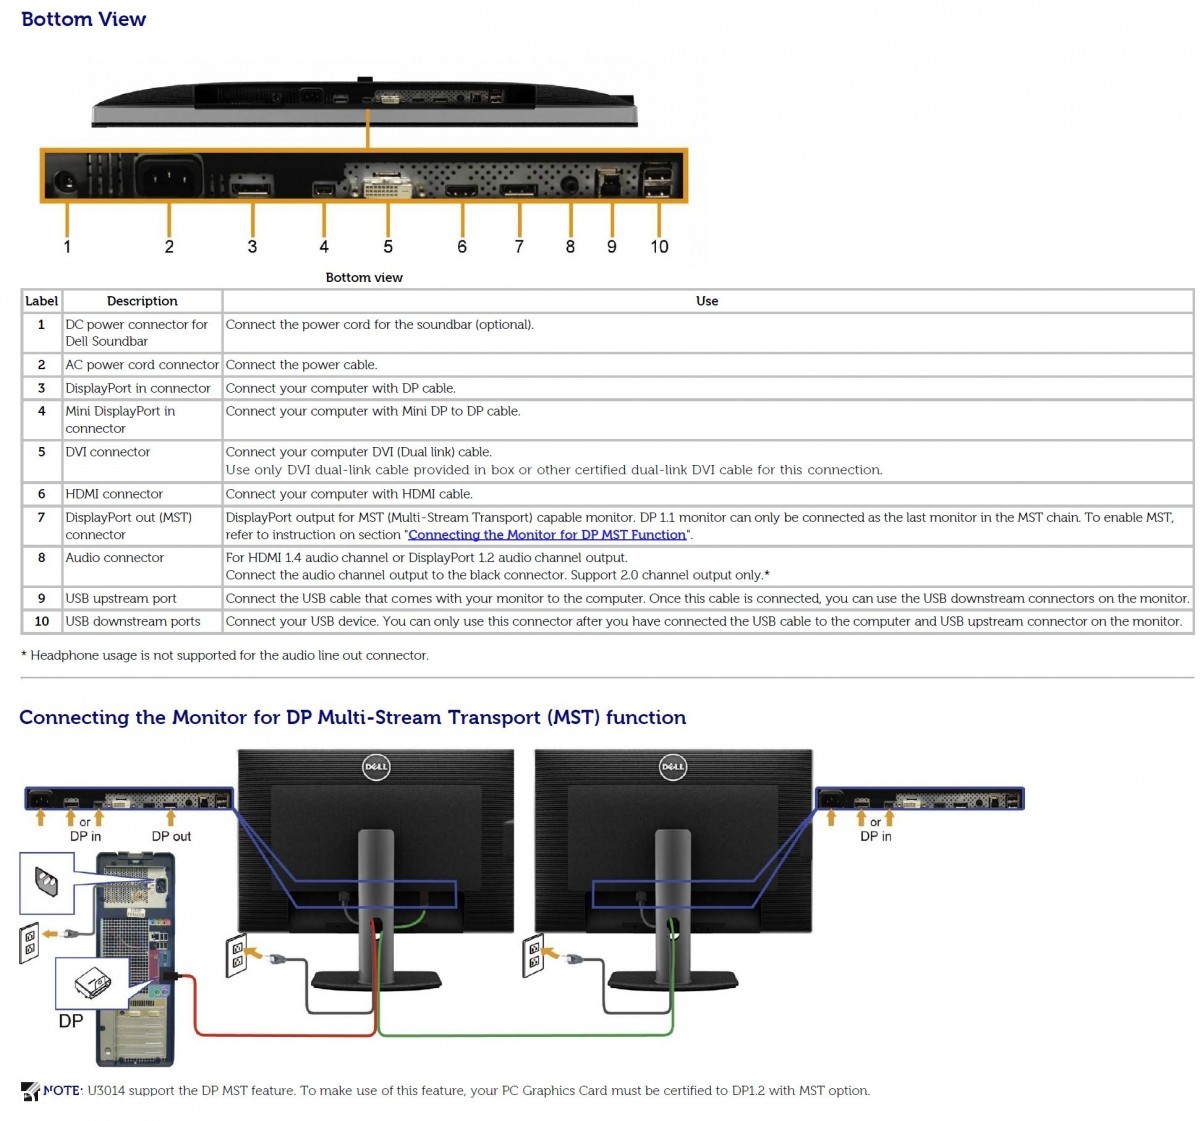 Bottom View
1 2 3 4 5 6 7 8 9 10
Bottom view
Label Description Use
1 DC power connector for Connect the power cord for the soundbar (optional).
Dell Soundbar
2 AC power cord connector Connect the power cable.
3 DisplayPort in connector Connect your computer with DP cable.
4 Mini DisplayPort in Connect your computer with Mini DP to DP cable.
connector
5 DVI connector Connect your computer DVI (Dual link) cable.
Use only DVI dual-link cable provided in box or other certified dual-link DVI cable for this connection.
6 HDMI connector Connect your computer with HDMI cable.
7 DisplayPort out (MST) DisplayPort output for MST (Multi-Stream Transport) capable monitor. DP 1.1 monitor can only be connected as the last monitor in the MST chain. To enable MST,
connector refer to instruction on section "Connecting the Monitor for DP MST Function".
8 Audio connector For HDMI 1.4 audio channel or DisplayPort 1.2 audio channel output.
Connect the audio channel output to the black connector. Support 2.0 channel output only.*
9 USB upstream port Connect the USB cable that comes with your monitor to the computer. Once this cable is connected, you can use the USB downstream connectors on the monitor.
10 USB downstream ports Connect your USB device. You can only use this connector after you have connected the USB cable to the computer and USB upstream connector on the monitor.
* Headphone usage is not supported for the audio line out connector.
Connecting the Monitor for DP Multi-Stream Transport (MST) function
DELL DELL
or or
DP in DP out DP in
DP
NOTE: U3014 support the DP MST feature. To make use of this feature, your PC Graphics Card must be certified to DP1.2 with MST option.